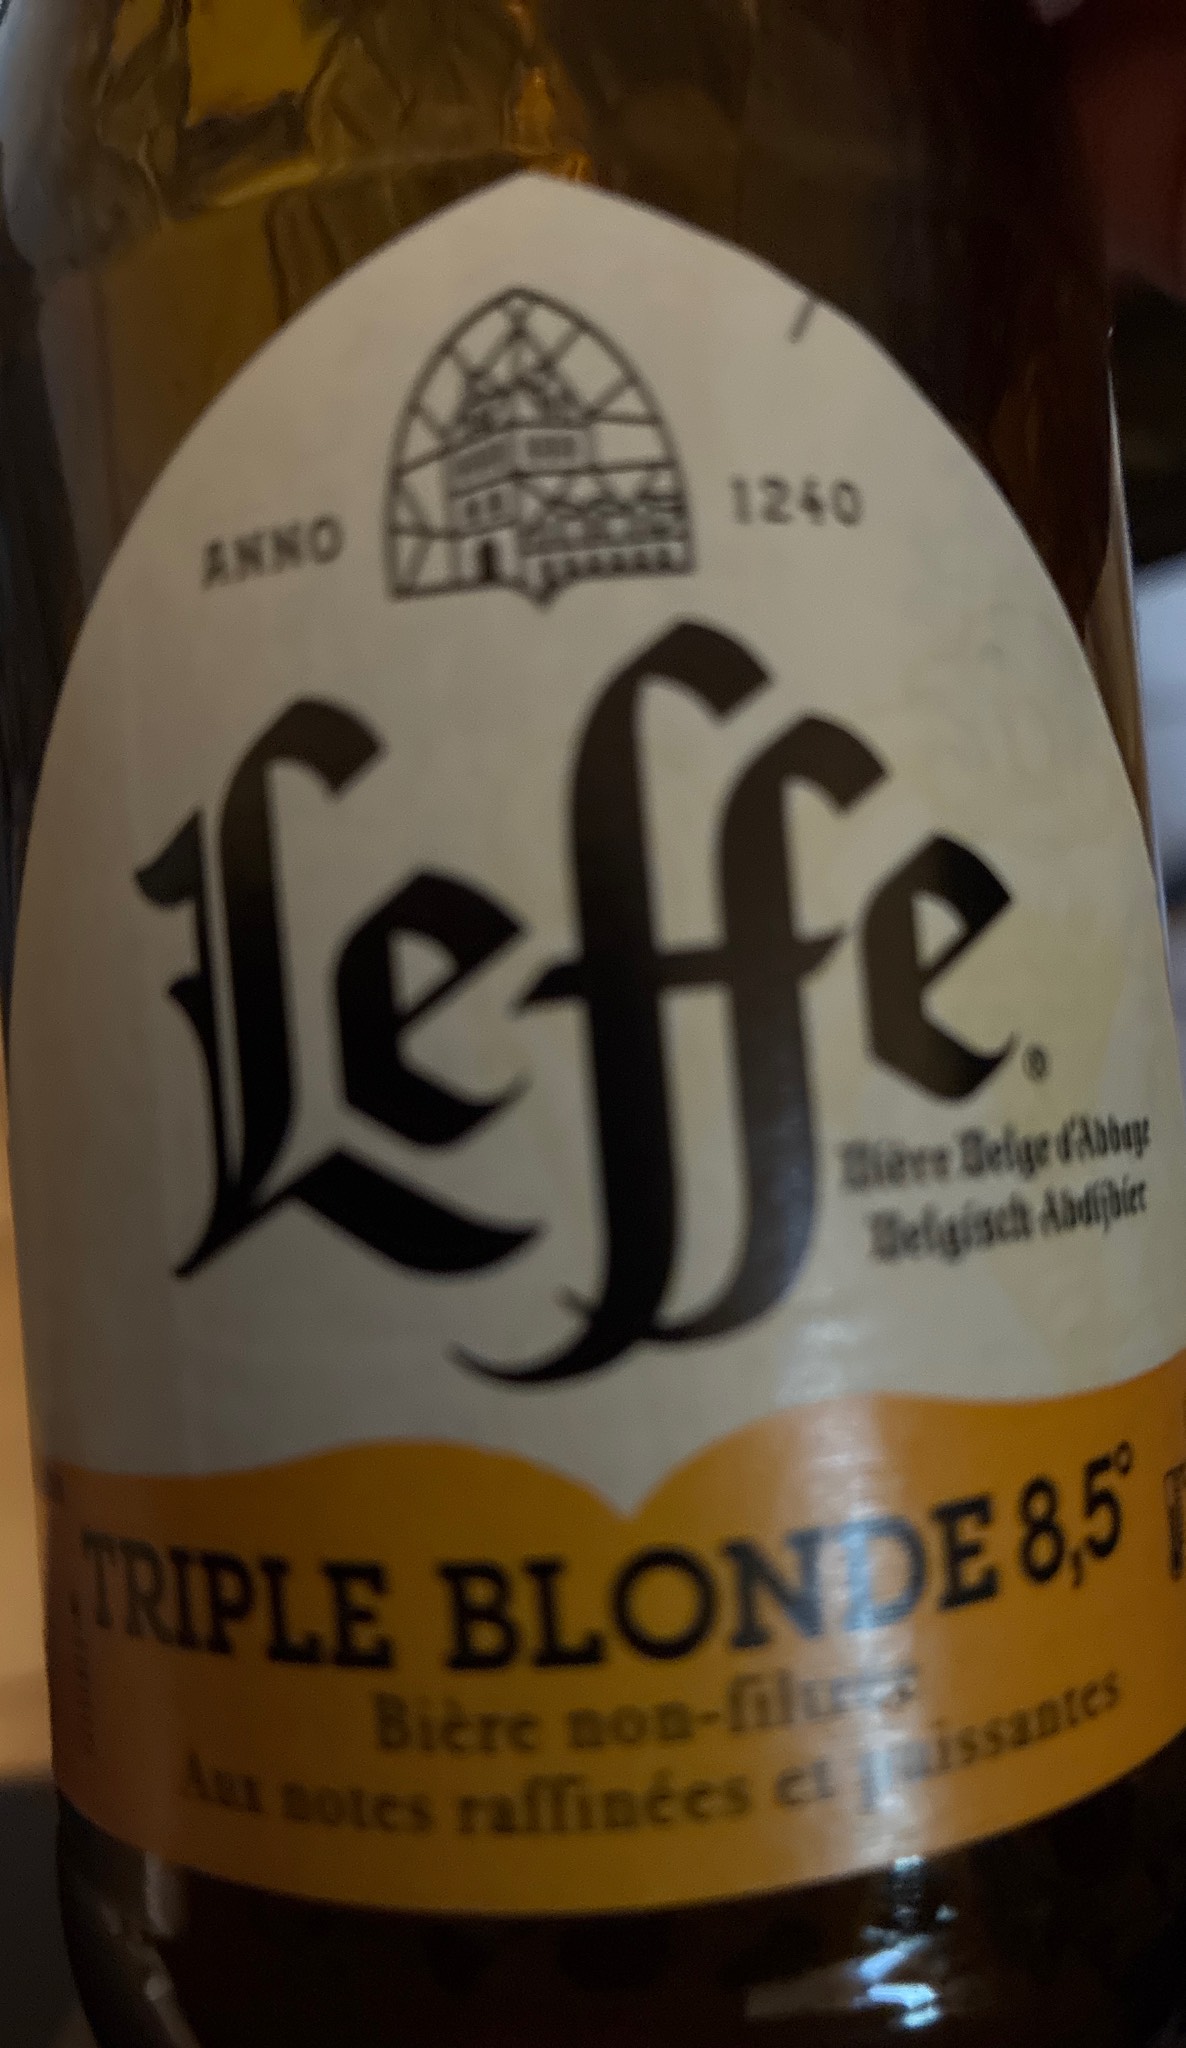 ANNO 1240
Leffe®
Bière Belge d'Abbaye
Belgisch Abdijbier
TRIPLE BLONDE 8,5°
Bière non-filtrée
Aux notes raffinées et puissantes